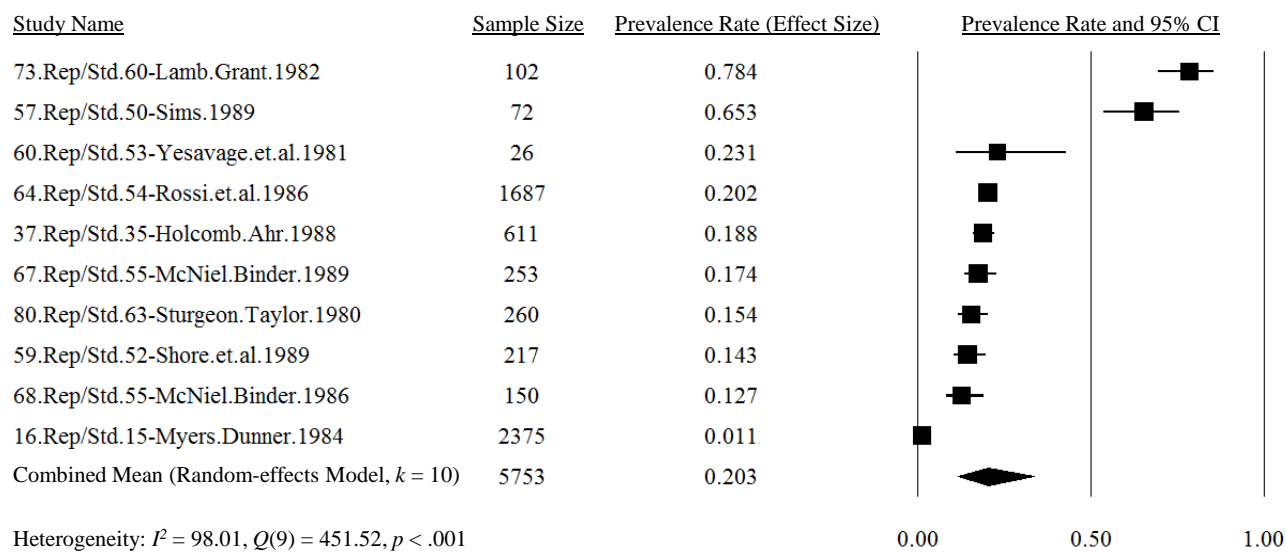 Study Name Sample Size Prevalence Rate (Effect Size) Prevalence Rate and 95% CI
73.Rep/Std.60-Lamb.Grant.1982 102 0.784
57.Rep/Std.50-Sims.1989 72 0.653
60.Rep/Std.53-Yesavage.et.al.1981 26 0.231
64.Rep/Std.54-Rossi.et.al.1986 1687 0.202
37.Rep/Std.35-Holcomb.Ahr.1988 611 0.188
67.Rep/Std.55-McNiel.Binder.1989 253 0.174
80.Rep/Std.63-Sturgeon.Taylor.1980 260 0.154
59.Rep/Std.52-Shore.et.al.1989 217 0.143
68.Rep/Std.55-McNiel.Binder.1986 150 0.127
16.Rep/Std.15-Myers.Dunner.1984 2375 0.011
Combined Mean (Random-effects Model, k = 10) 5753 0.203
Heterogeneity: I² = 98.01, Q(9) = 451.52, p < .001 0.00 0.50 1.00